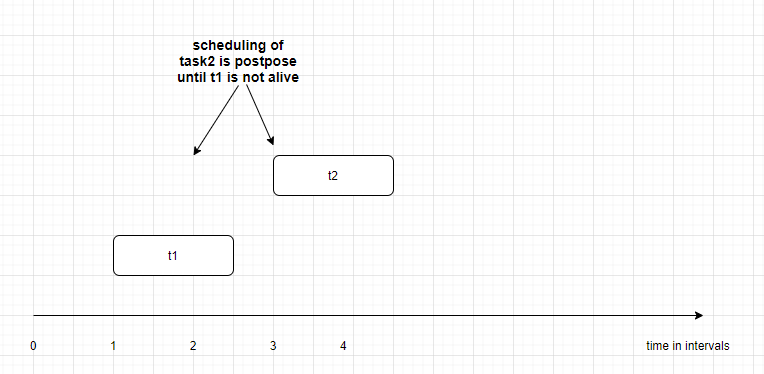 scheduling of
task2 is postpose
until t1 is not alive
t2
t1
0 1 2 3 4 time in intervals